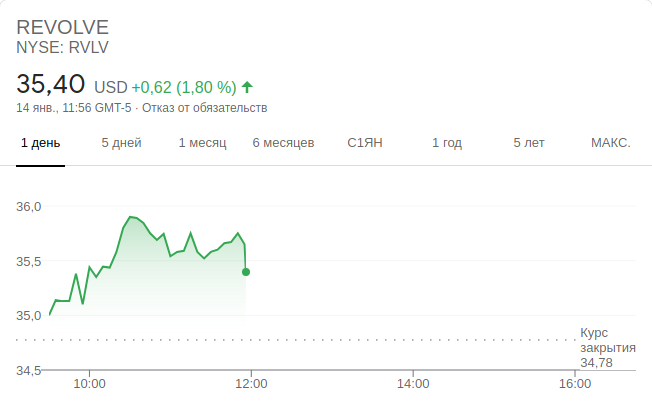 REVOLVE
NYSE: RVLV
35,40 USD +0,62 (1,80 %)
14 янв., 11:56 GMT-5 · Отказ от обязательств
1 день 5 дней 1 месяц 6 месяцев С1ЯН 1 год 5 лет МАКС.
36,0
35,5
35,0
Курс
закрытия
34,78
34,5
10:00 12:00 14:00 16:00